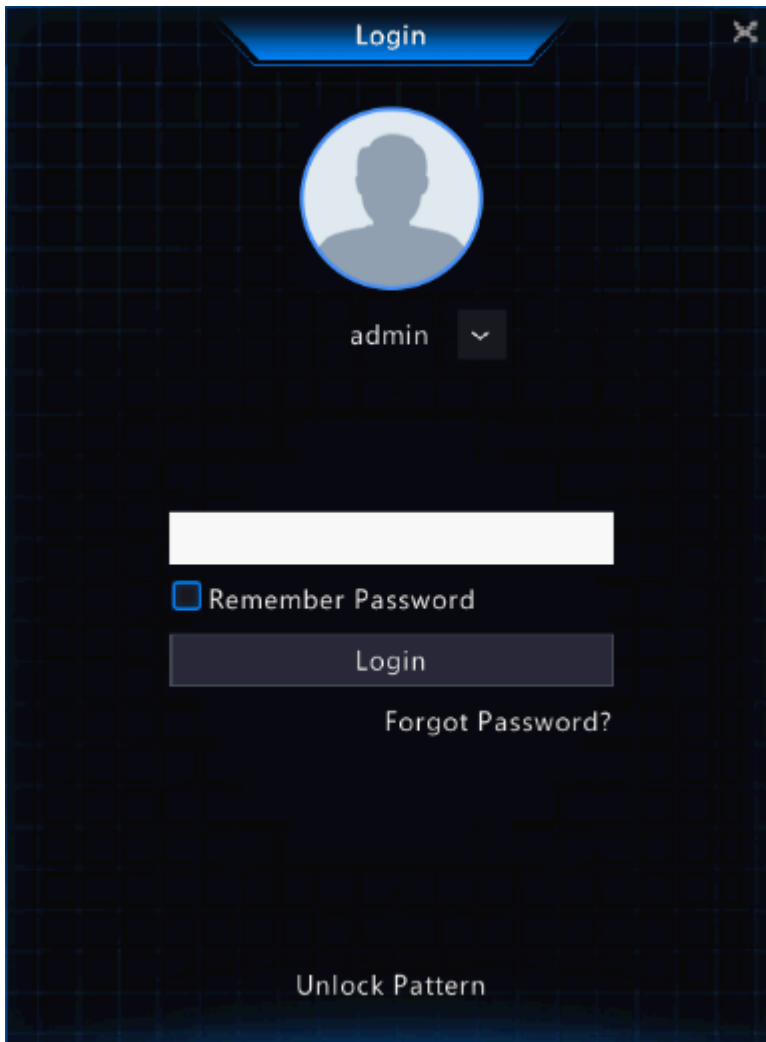 Login
admin
Remember Password
Login
Forgot Password?
Unlock Pattern